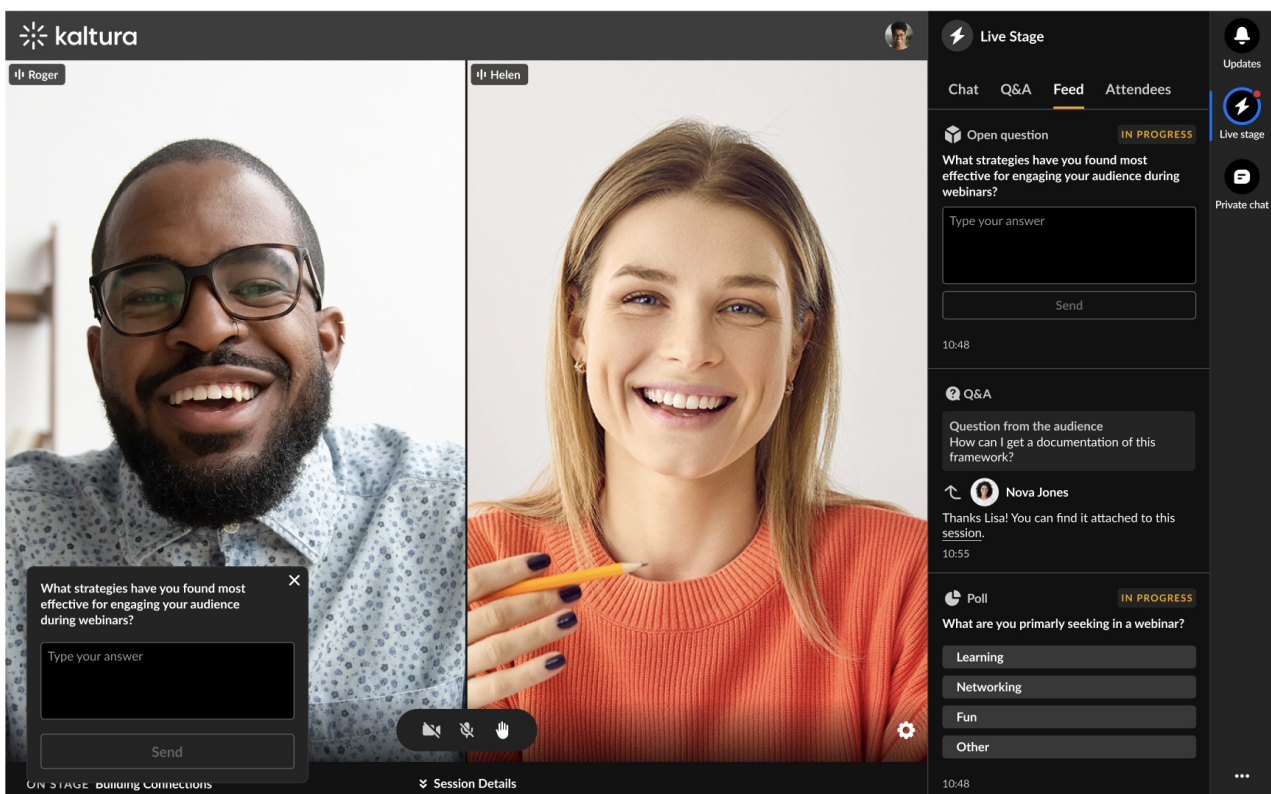 kaltura
Roger
Helen
What strategies have you found most
effective for engaging your audience
during webinars?
Type your answer
Send
ON STAGE Building Connections
Session Details
Live Stage
Chat Q&A Feed Attendees
Open question IN PROGRESS
What strategies have you found most
effective for engaging your audience during
webinars?
Type your answer
Send
10:48
Q&A
Question from the audience
How can I get a documentation of this
framework?
Nova Jones
Thanks Lisa! You can find it attached to this
session.
10:55
Poll IN PROGRESS
What are you primarly seeking in a webinar?
Learning
Networking
Fun
Other
10:48
Updates
Live stage
Private chat